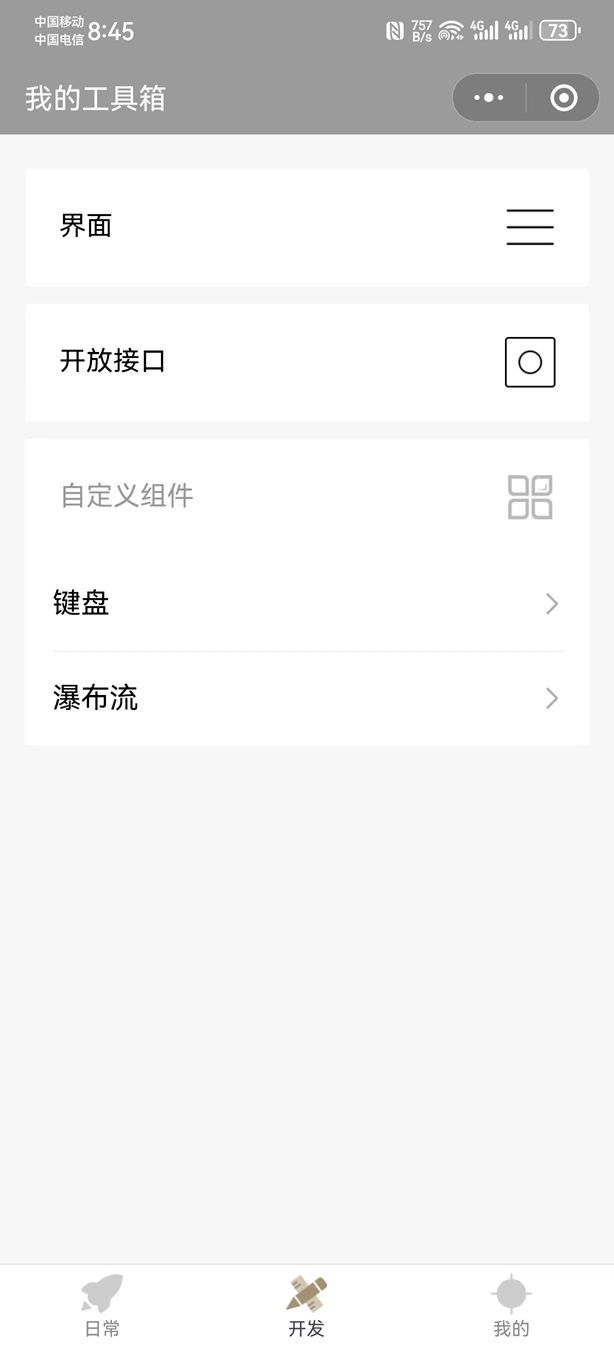 中国移动
中国电信
8:45
757
B/s
4G
4G
73
我的工具箱
界面
开放接口
自定义组件
键盘
瀑布流
日常
开发
我的